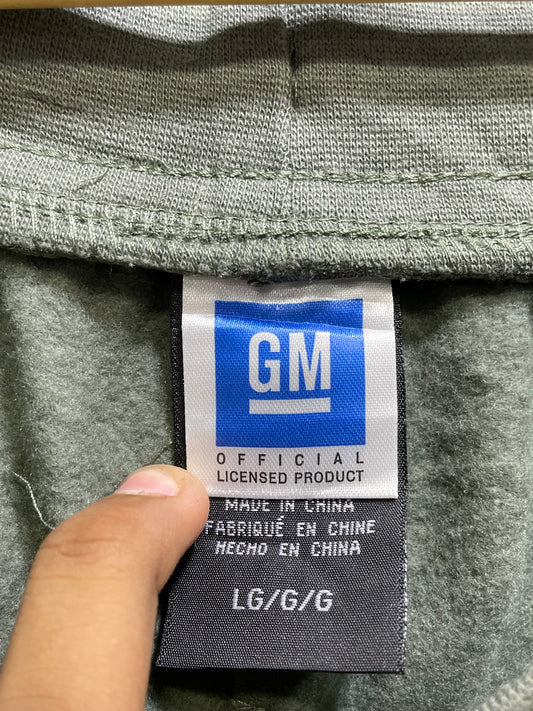 GM
OFFICIAL
LICENSED PRODUCT
MADE IN CHINA
FABRIQUÉ EN CHINE
HECHO EN CHINA
LG/G/G